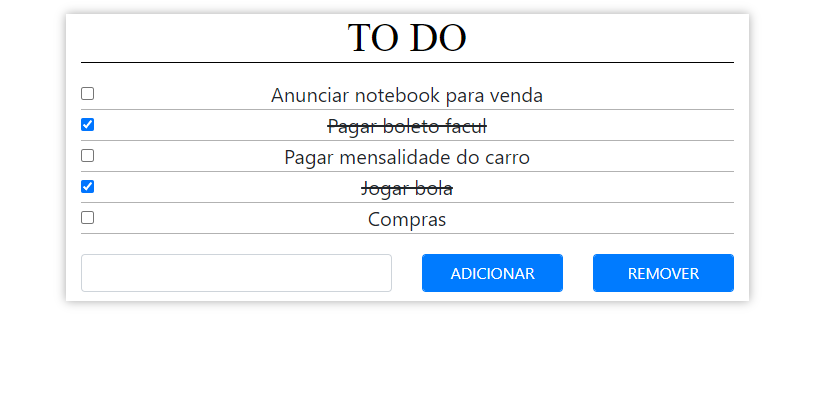 TO DO
Anunciar notebook para venda
Pagar boleto facul
Pagar mensalidade do carro
Jogar bola
Compras
ADICIONAR REMOVER